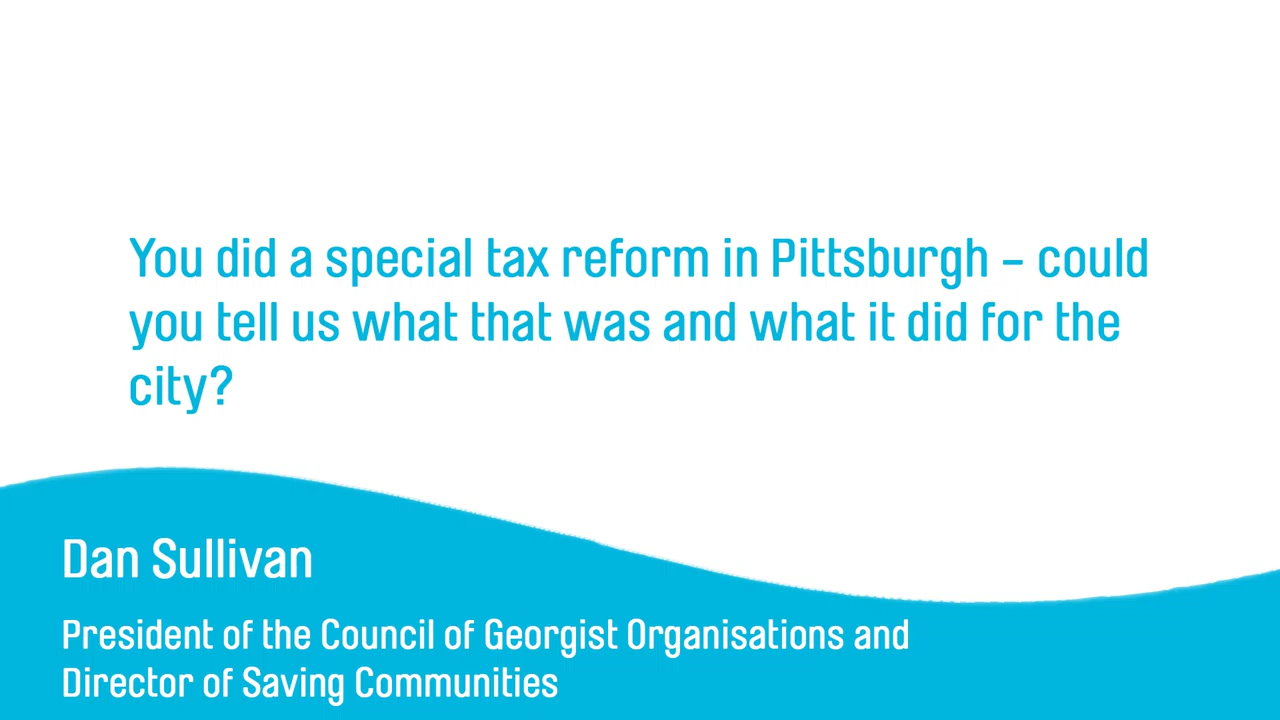 You did a special tax reform in Pittsburgh – could
you tell us what that was and what it did for the
city?
Dan Sullivan
President of the Council of Georgist Organisations and
Director of Saving Communities